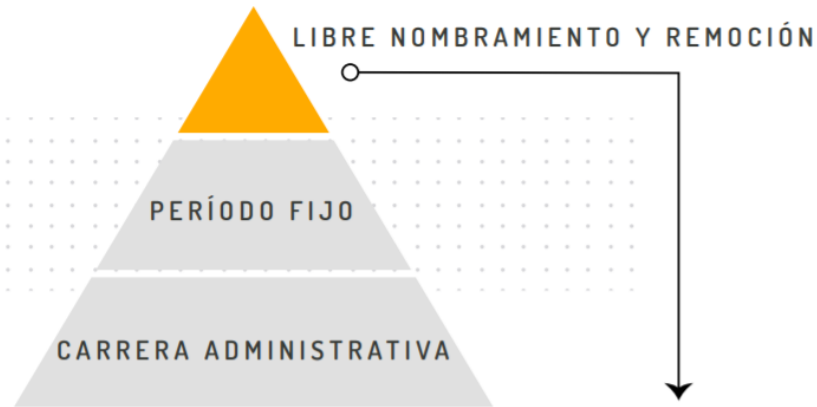 LIBRE NOMBRAMIENTO Y REMOCIÓN
PERÍODO FIJO
CARRERA ADMINISTRATIVA